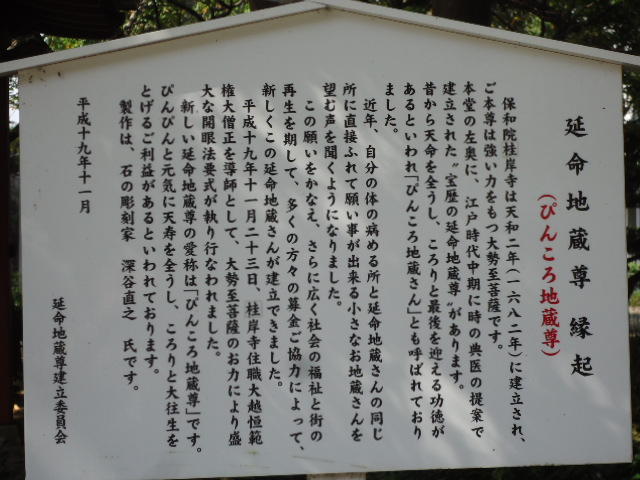 延命地蔵尊縁起
(ぴんころ地蔵尊)
保和院桂岸寺は天和二年(一六八二年)に建立され、
ご本尊は強い力をもつ大勢至菩薩です。
本堂の左奥に、江戸時代中期に時の典医の提案で
建立された〝宝暦の延命地蔵尊〟があります。
昔から天命を全うし、ころりと最後を迎える功徳が
あるといわれ「ぴんころ地蔵さん」とも呼ばれており
ました。
近年、自分の体の病める所と延命地蔵さんの同じ
所に直接ふれて願い事が出来る小さなお地蔵さんを
望む声を聞くようになりました。
この願いをかなえ、さらに広く社会の福祉と街の
再生を期して、多くの方々の募金ご協力によって、
新しくこの延命地蔵さんが建立できました。
平成十九年十一月二十三日、桂岸寺住職大越恒範
権大僧正を導師として、大勢至菩薩のお力により盛
大な開眼法要式が執り行なわれました。
新しい延命地蔵尊の愛称は「ぴんころ地蔵尊」です。
ぴんぴんと元気に天寿を全うし、ころりと大往生を
とげるご利益があるといわれております。
製作は、石の彫刻家 深谷直之 氏です。
平成十九年十一月
延命地蔵尊建立委員会